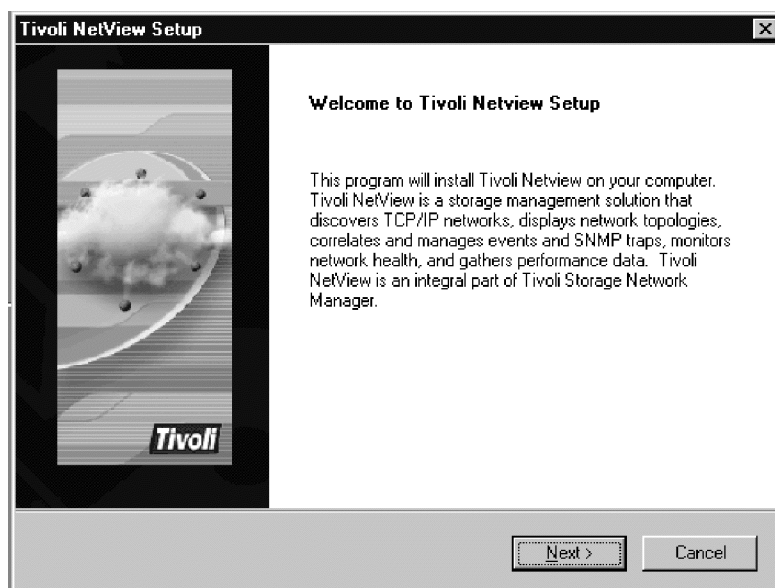 Tivoli NetView Setup
Welcome to Tivoli Netview Setup
This program will install Tivoli Netview on your computer.
Tivoli NetView is a storage management solution that
discovers TCP/IP networks, displays network topologies,
correlates and manages events and SNMP traps, monitors
network health, and gathers performance data.  Tivoli
NetView is an integral part of Tivoli Storage Network
Manager.
Tivoli
Next >
Cancel